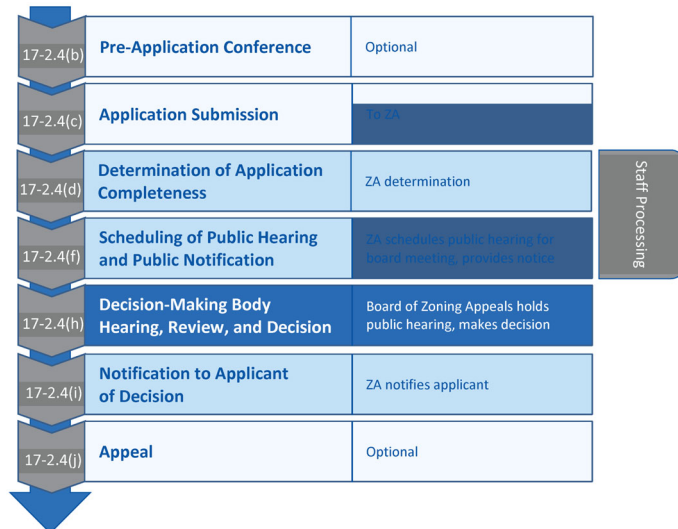 17-2.4(b)
Pre-Application Conference
Optional
17-2.4(c)
Application Submission
To ZA
17-2.4(d)
Determination of Application
Completeness
ZA determination
Staff Processing
17-2.4(f)
Scheduling of Public Hearing
and Public Notification
ZA schedules public hearing for
board meeting, provides notice
17-2.4(h)
Decision-Making Body
Hearing, Review, and Decision
Board of Zoning Appeals holds
public hearing, makes decision
17-2.4(i)
Notification to Applicant
of Decision
ZA notifies applicant
17-2.4(j)
Appeal
Optional